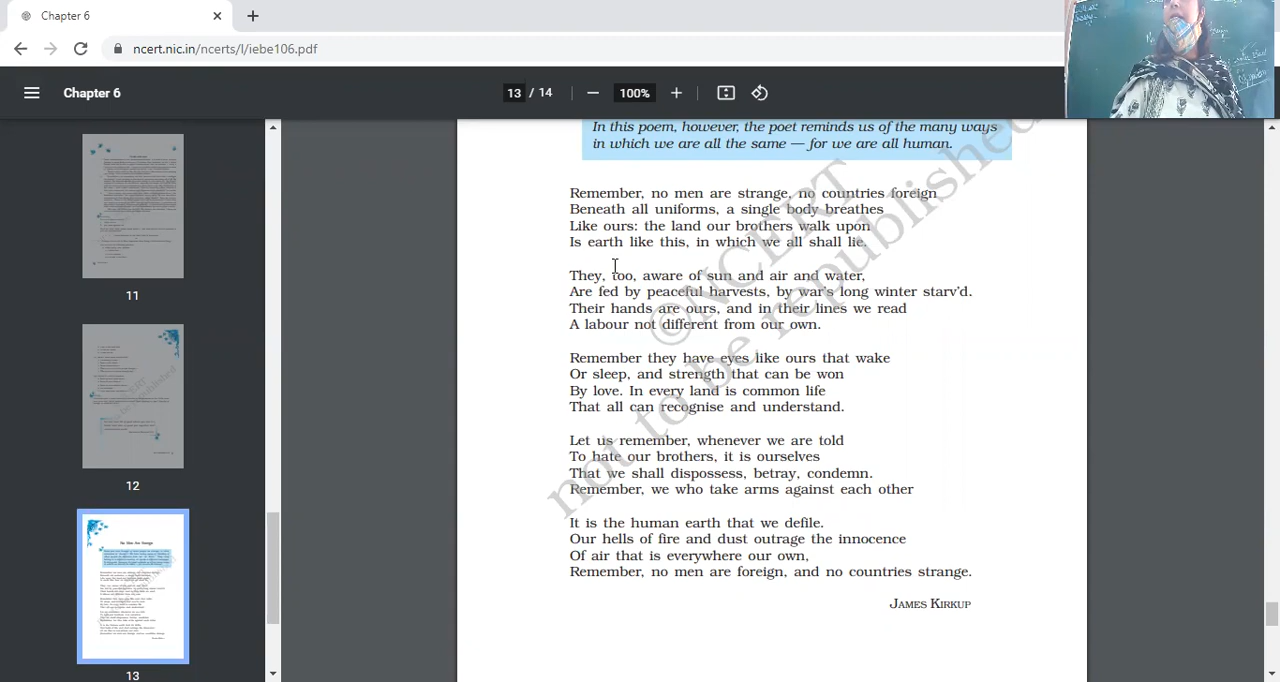 Chapter 6
ncert.nic.in/ncerts/l/iebe106.pdf
Chapter 6
13 / 14
100%
11
12
13
In this poem, however, the poet reminds us of the many ways
in which we are all the same — for we are all human.
Remember, no men are strange, no countries foreign
Beneath all uniforms, a single body breathes
Like ours: the land our brothers walk upon
Is earth like this, in which we all shall lie.
They, too, aware of sun and air and water,
Are fed by peaceful harvests, by war's long winter starv'd.
Their hands are ours, and in their lines we read
A labour not different from our own.
Remember they have eyes like ours that wake
Or sleep, and strength that can be won
By love. In every land is common life
That all can recognise and understand.
Let us remember, whenever we are told
To hate our brothers, it is ourselves
That we shall dispossess, betray, condemn.
Remember, we who take arms against each other
It is the human earth that we defile.
Our hells of fire and dust outrage the innocence
Of air that is everywhere our own,
Remember, no men are foreign, and no countries strange.
JAMES KIRKUP
©NCERT
not to be republished